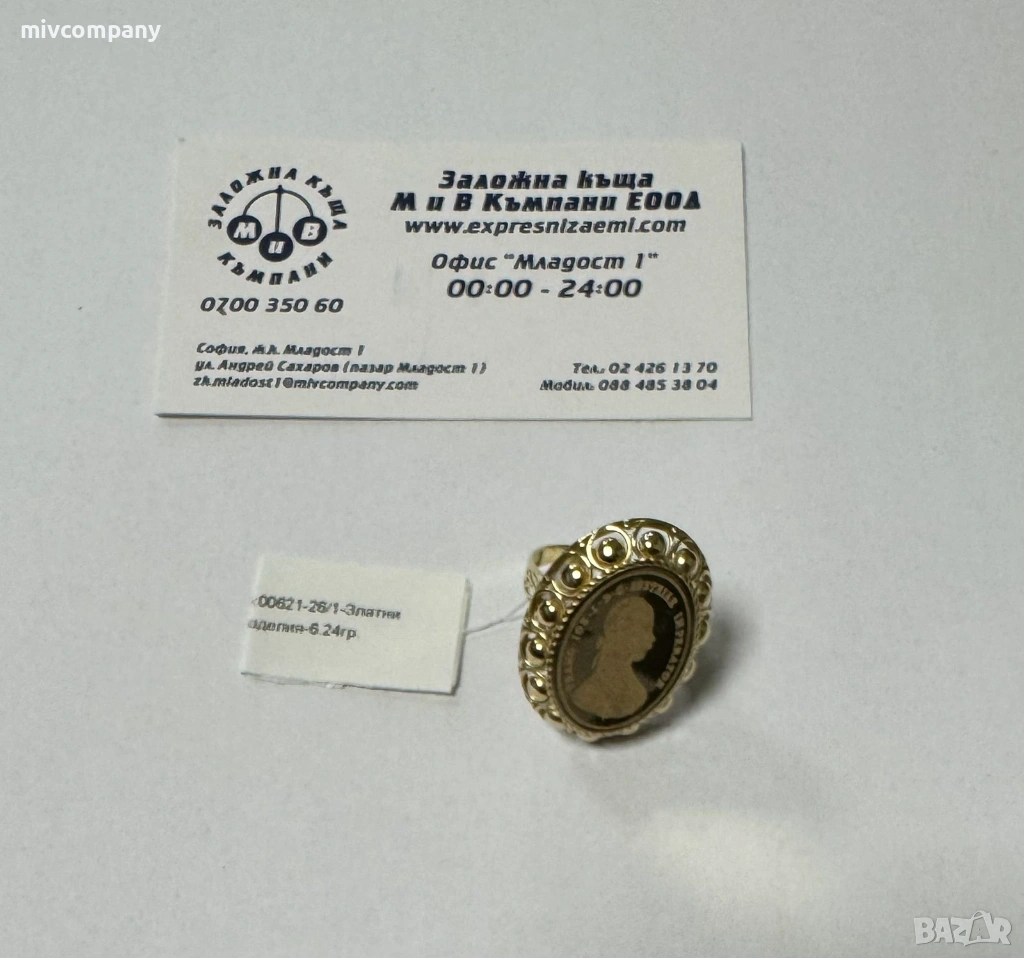 mivcompany
ЗАЛОЖНА КЪЩА
М и В
КЪМПАНИ
0700 350 60
Заложна къща
М и В Къмпани ЕООД
www.expresnizaemi.com
Офис "Младост 1"
00:00 - 24:00
София, ж.к. Младост 1
ул. Андрей Сахаров (пазар Младост 1)
zk.mladost1@mivcompany.com
Тел.: 02 426 13 70
Мобил: 088 485 38 04
00621-26/1-Златни
изделия-6.24гр
IMPERATOR
BAZAR